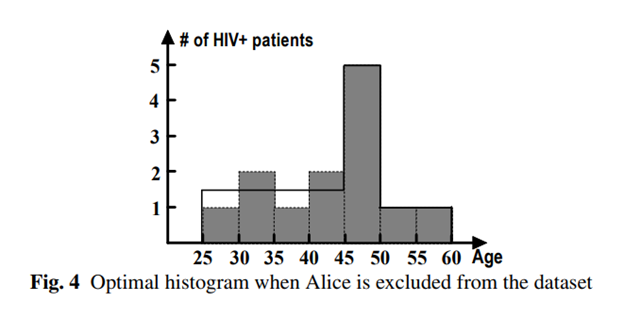 # of HIV+ patients
5
4
3
2
1
25 30 35 40 45 50 55 60 Age
Fig. 4 Optimal histogram when Alice is excluded from the dataset